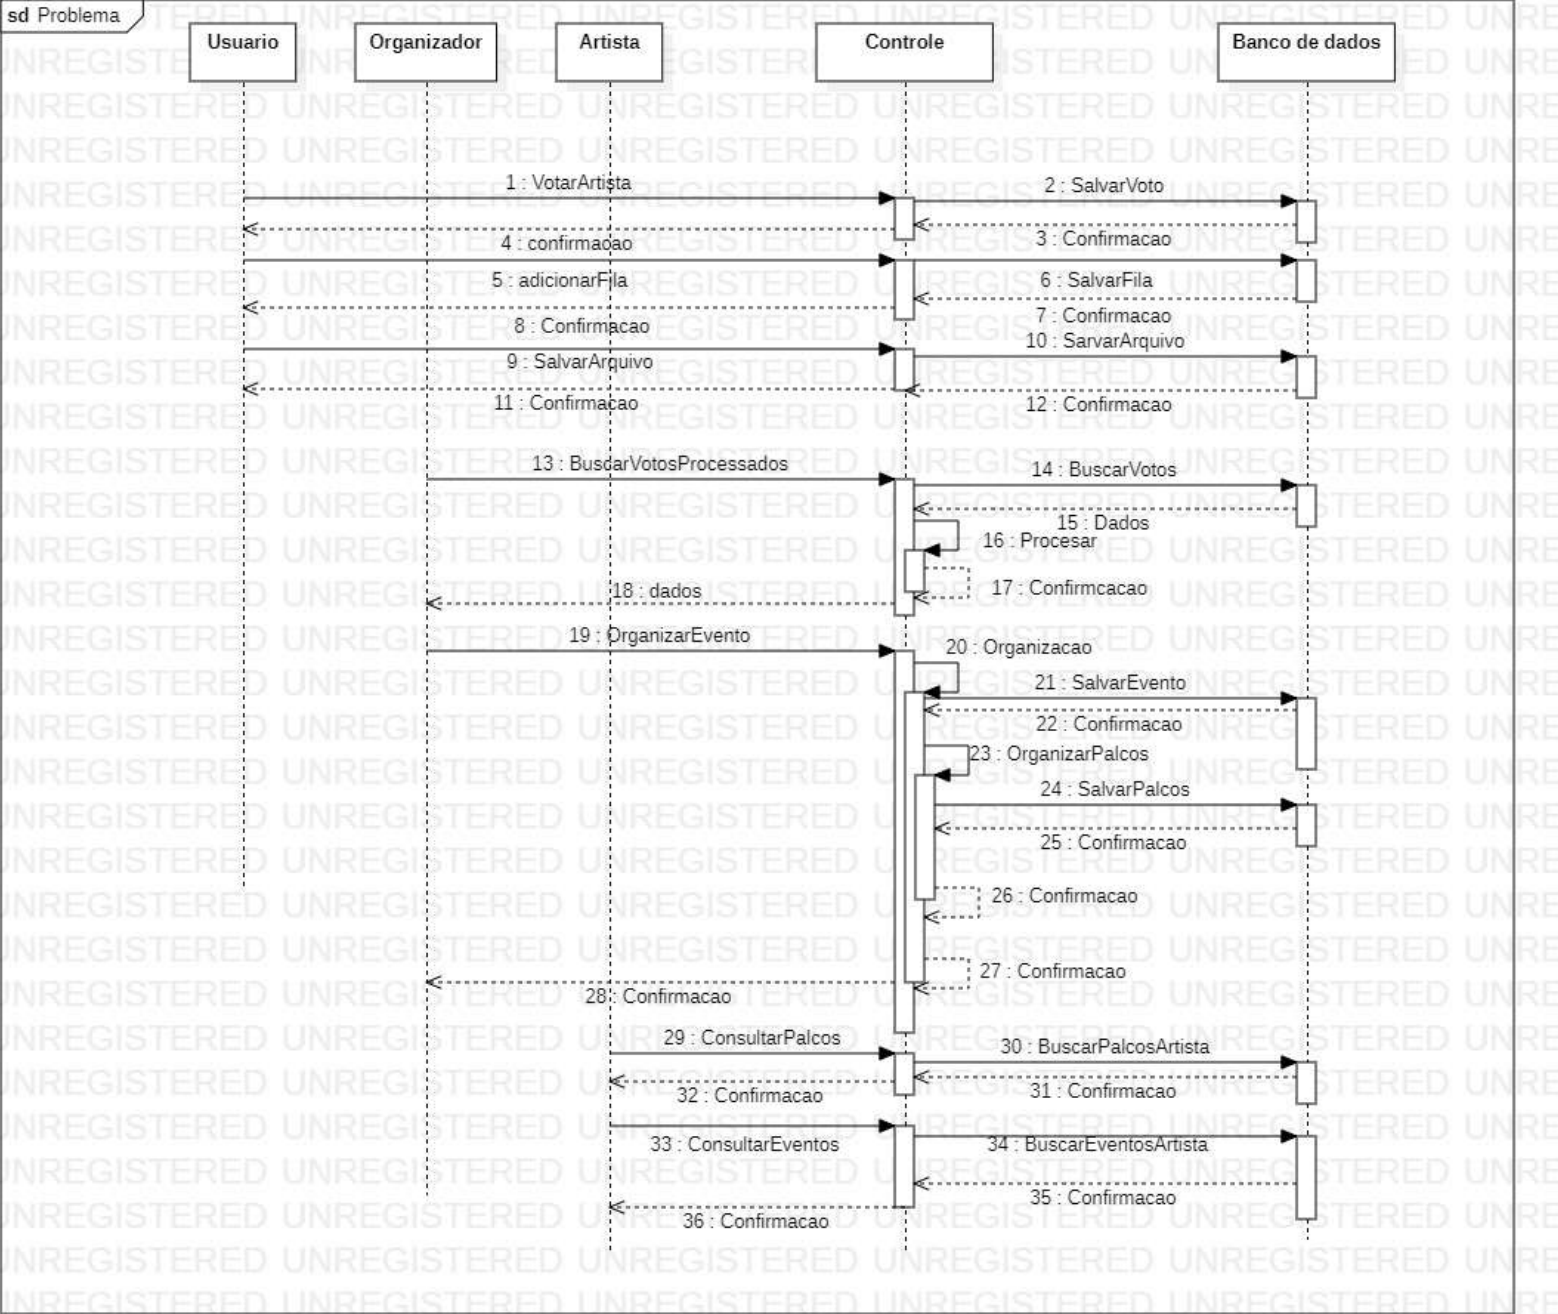 sd Problema
Usuario
Organizador
Artista
Controle
Banco de dados
1 : VotarArtista
2 : SalvarVoto
3 : Confirmacao
4 : confirmacao
5 : adicionarFila
6 : SalvarFila
7 : Confirmacao
8 : Confirmacao
10 : SarvarArquivo
9 : SalvarArquivo
11 : Confirmacao
12 : Confirmacao
13 : BuscarVotosProcessados
14 : BuscarVotos
15 : Dados
16 : Procesar
17 : Confirmcacao
18 : dados
19 : OrganizarEvento
20 : Organizacao
21 : SalvarEvento
22 : Confirmacao
23 : OrganizarPalcos
24 : SalvarPalcos
25 : Confirmacao
26 : Confirmacao
27 : Confirmacao
28 : Confirmacao
29 : ConsultarPalcos
30 : BuscarPalcosArtista
31 : Confirmacao
32 : Confirmacao
33 : ConsultarEventos
34 : BuscarEventosArtista
35 : Confirmacao
36 : Confirmacao
UNREGISTERED